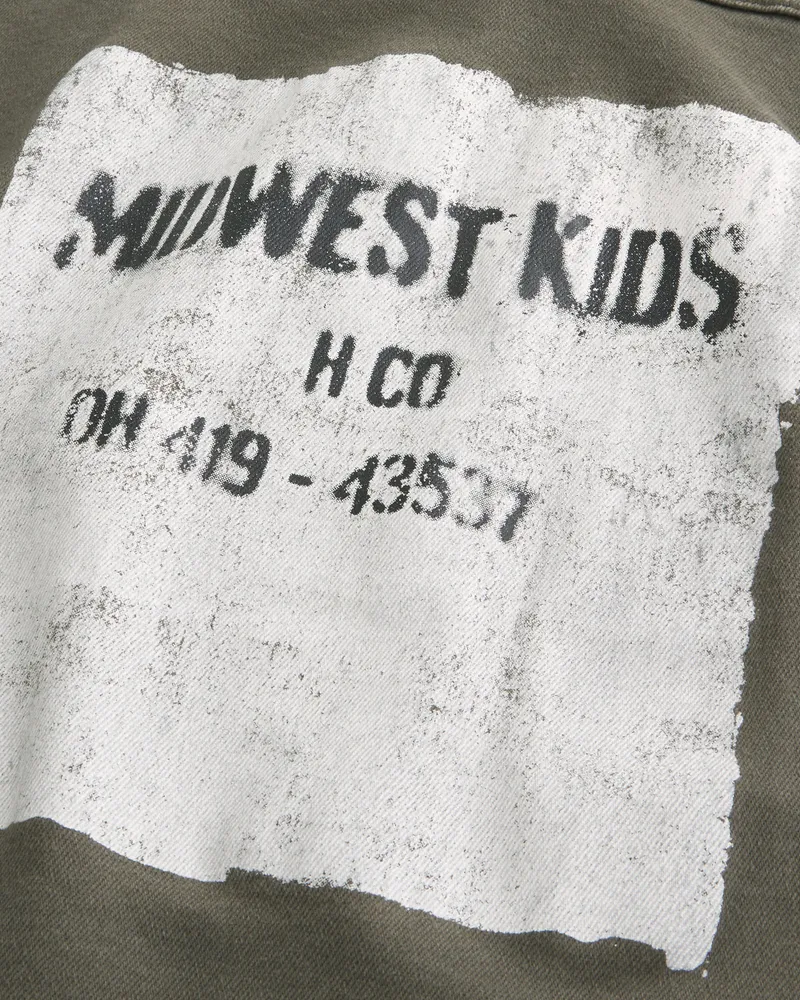 MIDWEST KIDS
H CO
OH 419 - 43537